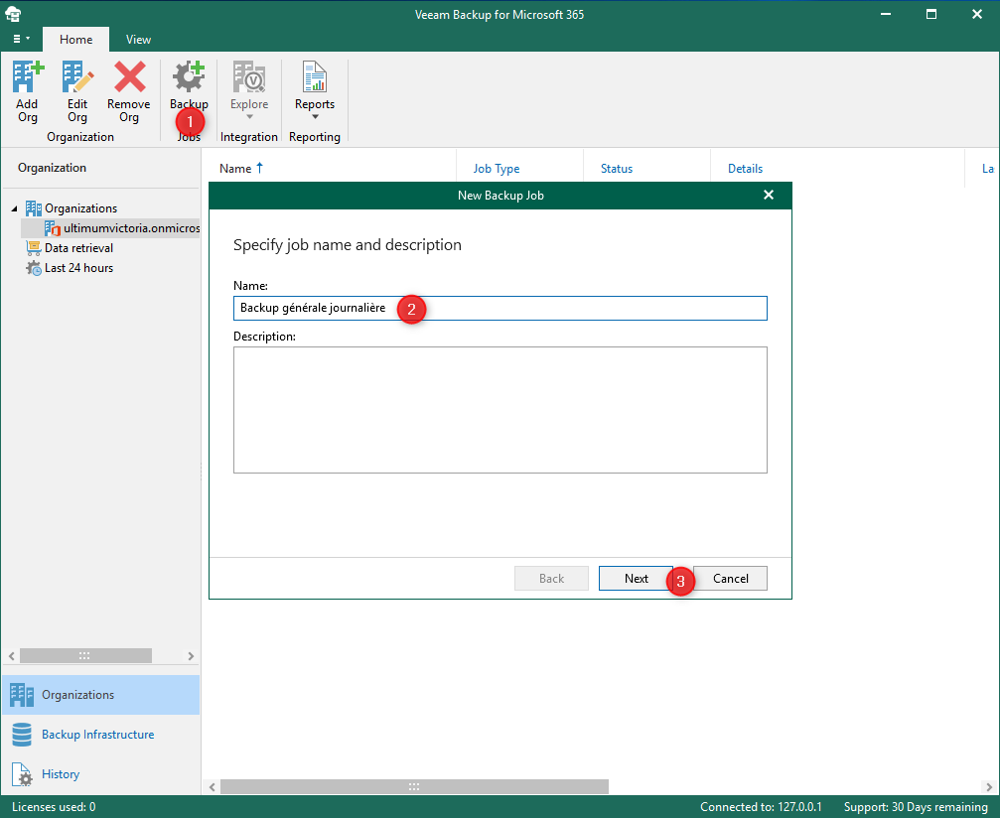 Veeam Backup for Microsoft 365
Home
View
Add
Org
Edit
Org
Remove
Org
Organization
Backup
1
Jobs
Explore
Integration
Reports
Reporting
Organization
Organizations
ultimumvictoria.onmicros
Data retrieval
Last 24 hours
Name
Job Type
Status
Details
La
New Backup Job
Specify job name and description
Name:
Backup générale journalière
2
Description:
Back
Next
3
Cancel
Organizations
Backup Infrastructure
History
Licenses used: 0
Connected to: 127.0.0.1
Support: 30 Days remaining